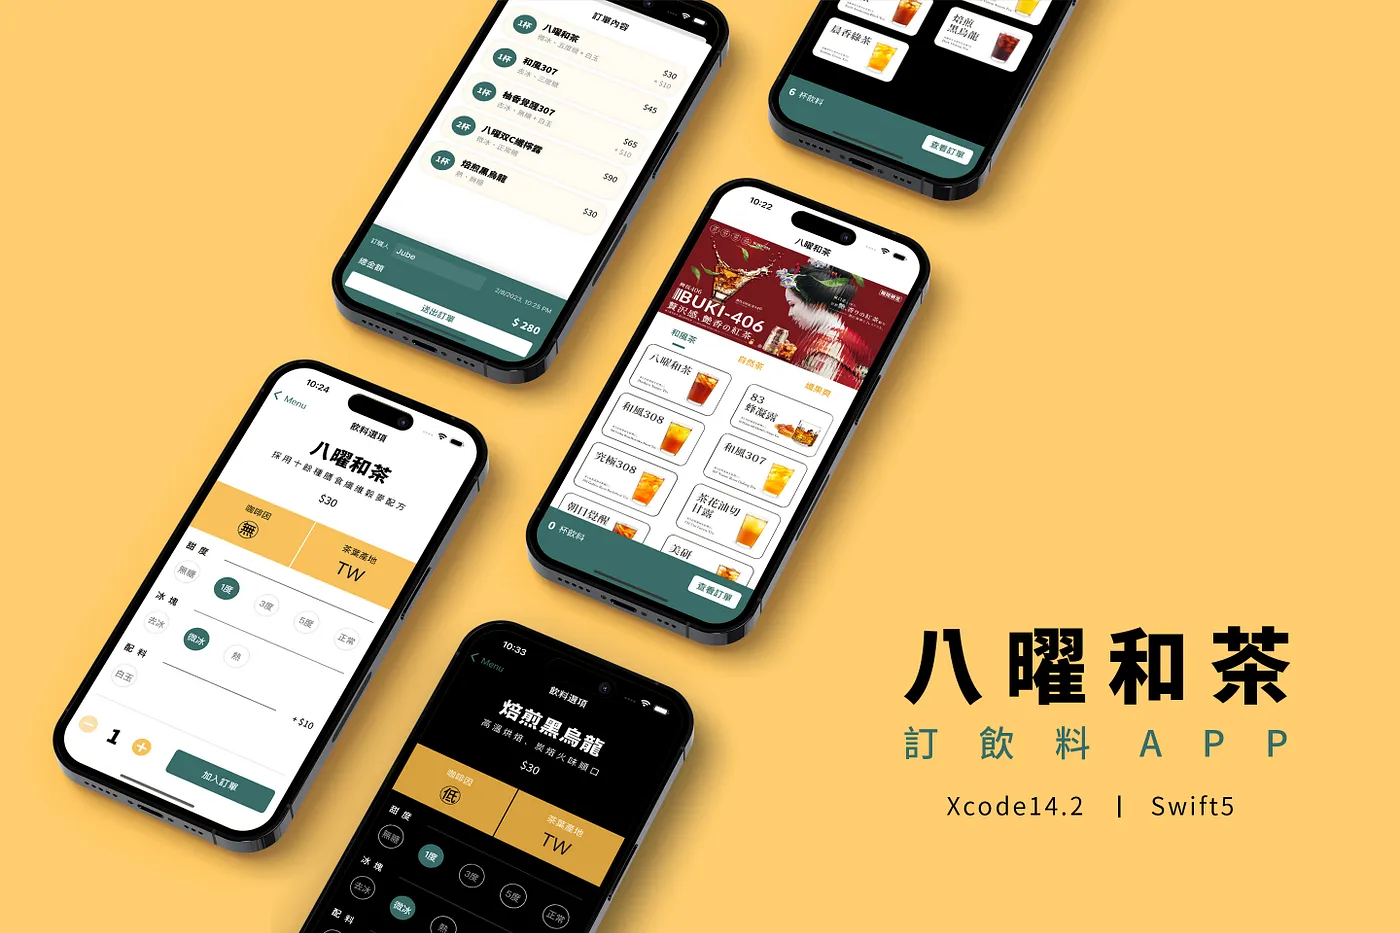 訂單內容
1杯 八曜和茶 $30
微冰、五度糖 + 白玉 + $10
1杯 和風307 $45
去冰、正常糖
1杯 柚香覺醒307 $65
去冰、無糖 + 白玉 + $10
2杯 八曜双C纖檸露 $90
微冰、正常糖
1杯 焙煎黑烏龍 $30
熱、無糖
訂購人 Jube
2/8/2023, 10:25 PM
總金額
$ 280
送出訂單
晨香綠茶
焙煎
黑烏龍
6 杯飲料
查看訂單
10:22
八曜和茶
IBUKI-406
贅沢感、艷香の紅茶
和風茶
自然茶
八曜和茶
83
蜂凝露
和風308
和風307
究極308
茶花油切
甘露
朝日覺醒
美研
0 杯飲料
查看訂單
10:24
Menu
飲料選項
八曜和茶
採用十餘種膳食纖維穀麥配方
$30
咖啡因
無
茶葉產地
TW
甜度
無糖 1度 3度 5度 正常
冰塊
去冰 微冰 熱
配料
白玉
+ $10
1
加入訂單
10:33
Menu
飲料選項
焙煎黑烏龍
高溫烘焙、炭焙火味順口
$30
咖啡因
低
茶葉產地
TW
甜度
無糖 1度 3度 5度 正常
冰塊
去冰 微冰 熱
配料
八曜和茶
訂飲料APP
Xcode14.2 | Swift5